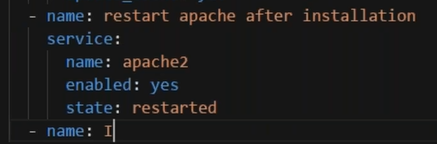 - name: restart apache after installation
service:
name: apache2
enabled: yes
state: restarted
- name: I